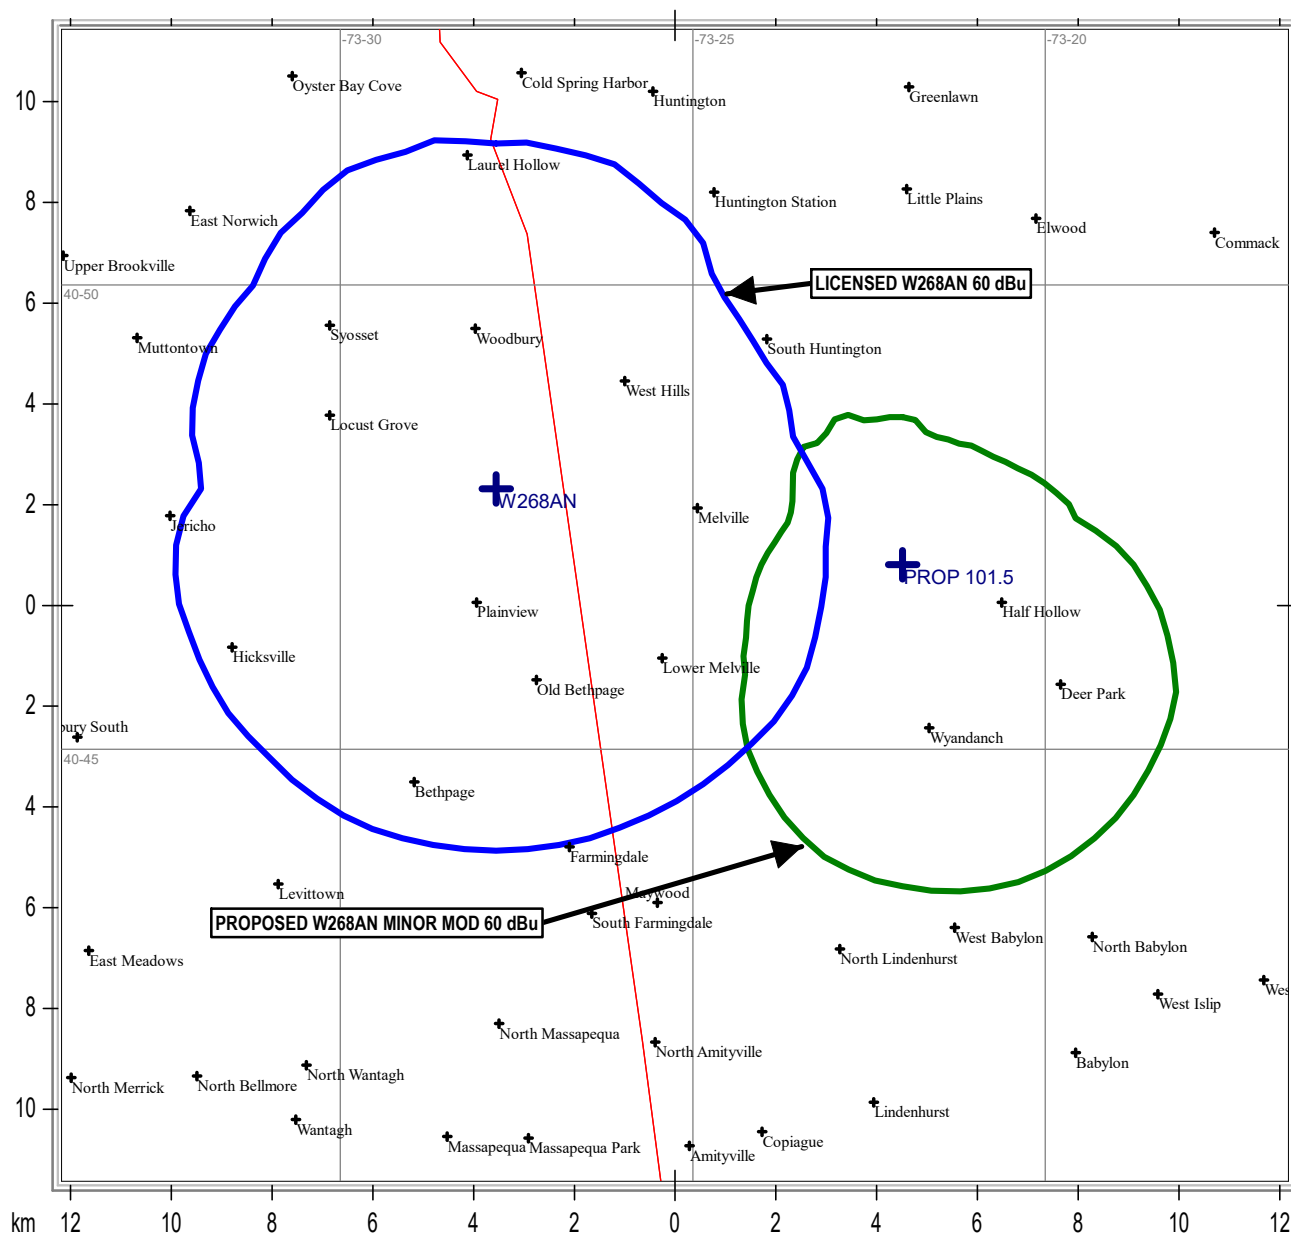 -73-30
-73-25
-73-20
Oyster Bay Cove
Cold Spring Harbor
Huntington
Greenlawn
10
Laurel Hollow
8
Huntington Station
Little Plains
East Norwich
Elwood
Commack
Upper Brookville
LICENSED W268AN 60 dBu
40-50
6
Syosset
Woodbury
Muttontown
South Huntington
West Hills
4
Locust Grove
2
W268AN
Melville
Jericho
PROP 101.5
0
Plainview
Half Hollow
Hicksville
Lower Melville
Old Bethpage
Deer Park
2
bury South
Wyandanch
40-45
Bethpage
4
Farmingdale
Levittown
Maywood
6
PROPOSED W268AN MINOR MOD 60 dBu
South Farmingdale
West Babylon
North Babylon
East Meadows
North Lindenhurst
Wes
8
West Islip
North Massapequa
North Amityville
Babylon
North Merrick
North Bellmore
North Wantagh
10
Lindenhurst
Wantagh
Massapequa
Massapequa Park
Amityville
Copiague
km 12 10 8 6 4 2 0 2 4 6 8 10 12